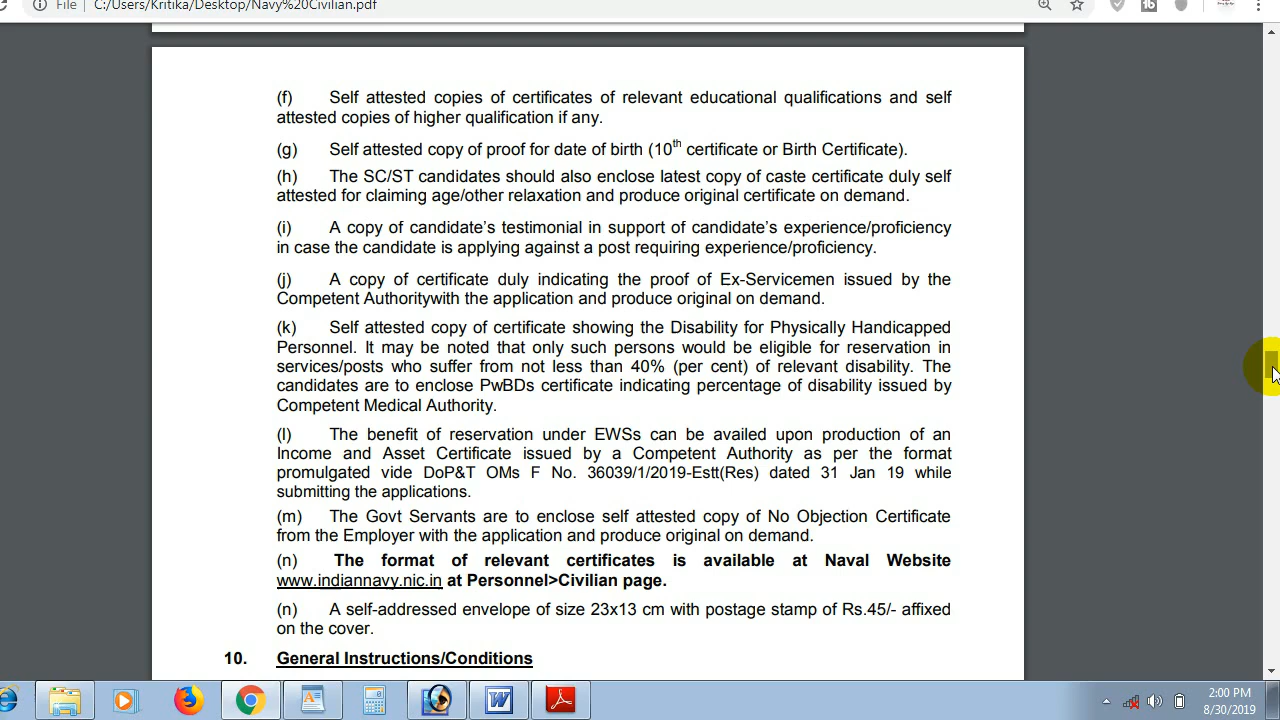 File | C:/Users/Kritika/Desktop/Navy%20Civilian.pdf
(f) Self attested copies of certificates of relevant educational qualifications and self
attested copies of higher qualification if any.
(g) Self attested copy of proof for date of birth (10th certificate or Birth Certificate).
(h) The SC/ST candidates should also enclose latest copy of caste certificate duly self
attested for claiming age/other relaxation and produce original certificate on demand.
(i) A copy of candidate's testimonial in support of candidate's experience/proficiency
in case the candidate is applying against a post requiring experience/proficiency.
(j) A copy of certificate duly indicating the proof of Ex-Servicemen issued by the
Competent Authoritywith the application and produce original on demand.
(k) Self attested copy of certificate showing the Disability for Physically Handicapped
Personnel. It may be noted that only such persons would be eligible for reservation in
services/posts who suffer from not less than 40% (per cent) of relevant disability. The
candidates are to enclose PwBDs certificate indicating percentage of disability issued by
Competent Medical Authority.
(l) The benefit of reservation under EWSs can be availed upon production of an
Income and Asset Certificate issued by a Competent Authority as per the format
promulgated vide DoP&T OMs F No. 36039/1/2019-Estt(Res) dated 31 Jan 19 while
submitting the applications.
(m) The Govt Servants are to enclose self attested copy of No Objection Certificate
from the Employer with the application and produce original on demand.
(n) The format of relevant certificates is available at Naval Website
www.indiannavy.nic.in at Personnel>Civilian page.
(n) A self-addressed envelope of size 23x13 cm with postage stamp of Rs.45/- affixed
on the cover.
10. General Instructions/Conditions
2:00 PM
8/30/2019